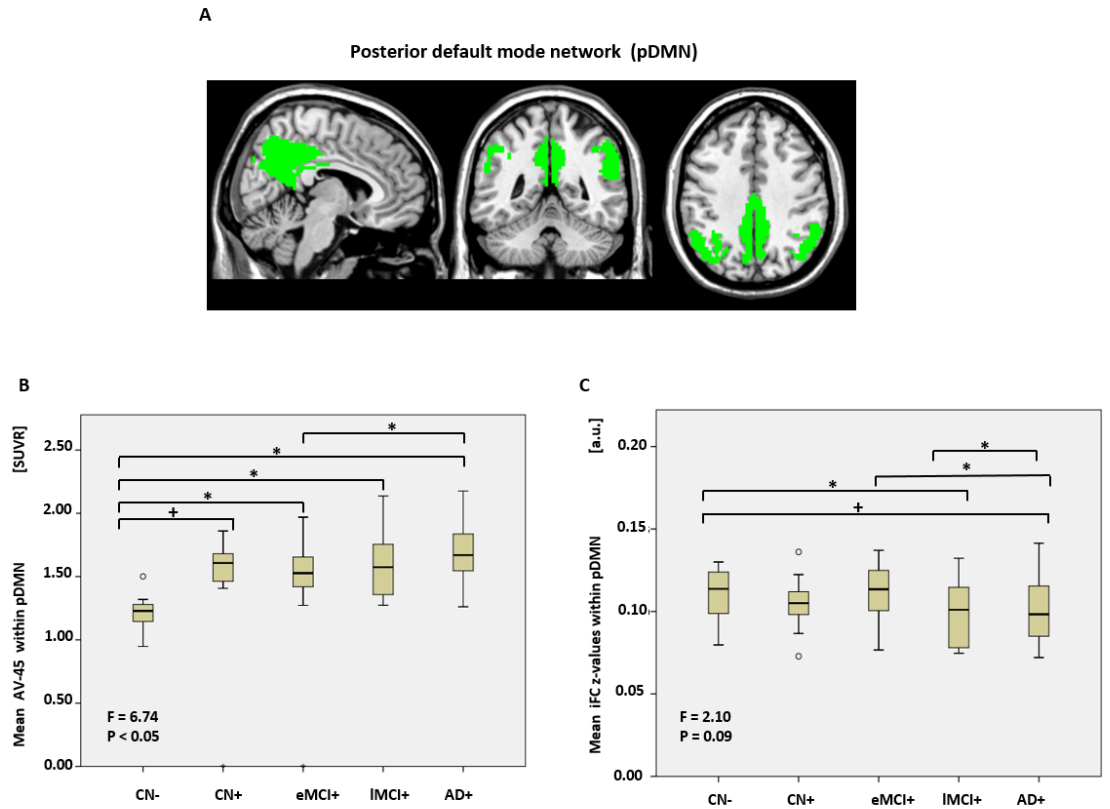 A
Posterior default mode network (pDMN)
B
[SUVR]
Mean AV-45 within pDMN
2.50
2.00
1.50
1.00
0.50
0.00
*
*
*
*
+
F = 6.74
P < 0.05
CN- CN+ eMCI+ lMCI+ AD+
C
[a.u.]
Mean iFC z-values within pDMN
0.20
0.15
0.10
0.05
0.00
*
*
*
+
F = 2.10
P = 0.09
CN- CN+ eMCI+ lMCI+ AD+